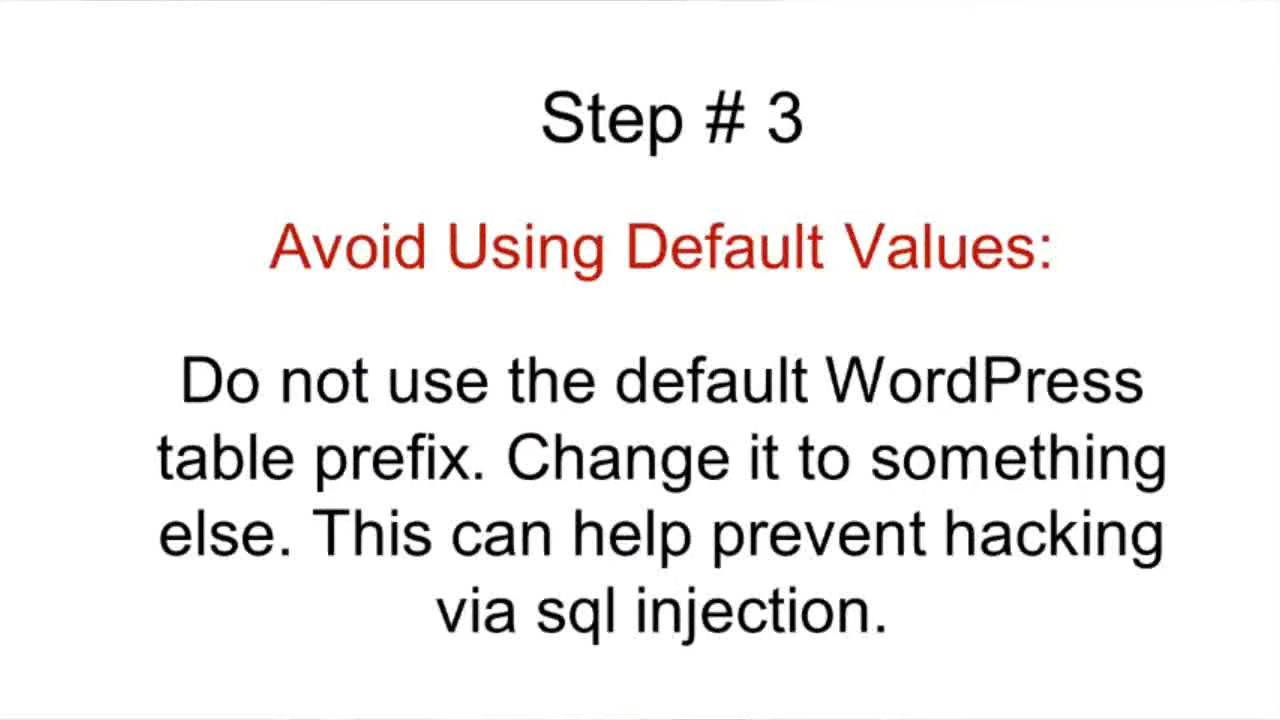 Step # 3
Avoid Using Default Values:
Do not use the default WordPress
table prefix. Change it to something
else. This can help prevent hacking
via sql injection.